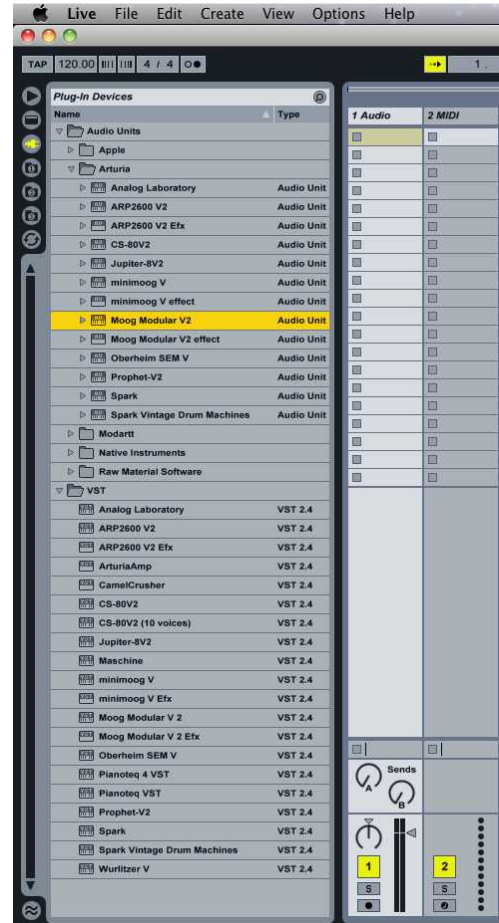 Live File Edit Create View Options Help
TAP 120.00 4 / 4 1 .
Plug-In Devices
Name Type
1 Audio 2 MIDI
Audio Units
Apple
Arturia
Analog Laboratory Audio Unit
ARP2600 V2 Audio Unit
ARP2600 V2 Efx Audio Unit
CS-80V2 Audio Unit
Jupiter-8V2 Audio Unit
minimoog V Audio Unit
minimoog V effect Audio Unit
Moog Modular V2 Audio Unit
Moog Modular V2 effect Audio Unit
Oberheim SEM V Audio Unit
Prophet-V2 Audio Unit
Spark Audio Unit
Spark Vintage Drum Machines Audio Unit
Modartt
Native Instruments
Raw Material Software
VST
Analog Laboratory VST 2.4
ARP2600 V2 VST 2.4
ARP2600 V2 Efx VST 2.4
ArturiaAmp VST 2.4
CamelCrusher VST 2.4
CS-80V2 VST 2.4
CS-80V2 (10 voices) VST 2.4
Jupiter-8V2 VST 2.4
Maschine VST 2.4
minimoog V VST 2.4
minimoog V Efx VST 2.4
Moog Modular V 2 VST 2.4
Moog Modular V 2 Efx VST 2.4
Oberheim SEM V VST 2.4
Pianoteq 4 VST VST 2.4
Pianoteq VST VST 2.4
Prophet-V2 VST 2.4
Spark VST 2.4
Spark Vintage Drum Machines VST 2.4
Wurlitzer V VST 2.4
Sends
A
B
1 2
S S